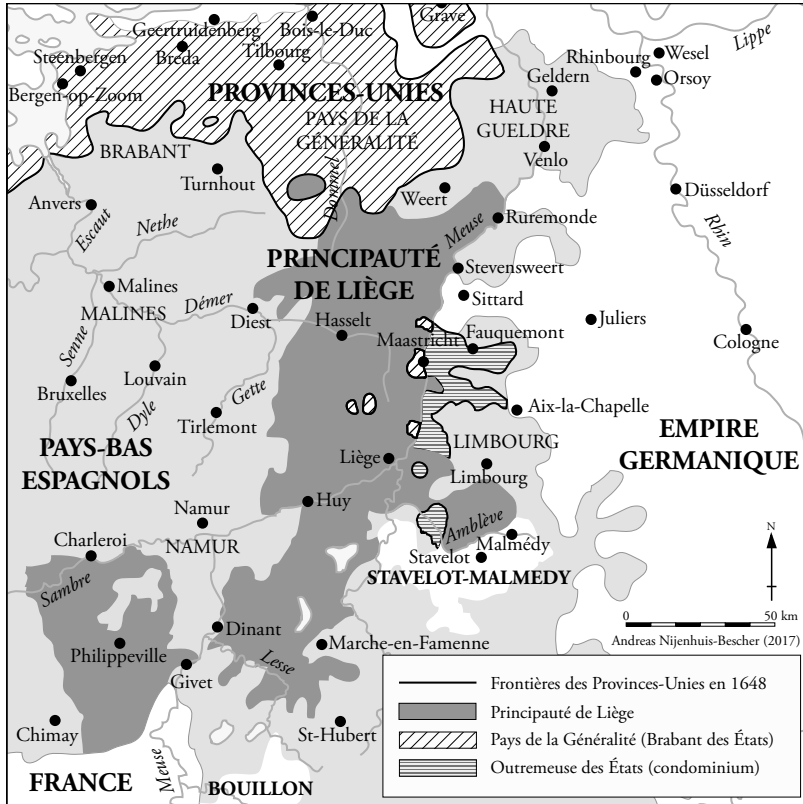 Geertruidenberg
Bois-le-Duc
Grave
Lippe
Steenbergen
Breda
Tilbourg
Rhinbourg
Wesel
Bergen-op-Zoom
Geldern
Orsoy
PROVINCES-UNIES
PAYS DE LA
GÉNÉRALITÉ
HAUTE
GUELDRE
BRABANT
Venlo
Turnhout
Dommel
Weert
Düsseldorf
Anvers
Escaut
Nethe
Meuse
Ruremonde
Rhin
PRINCIPAUTÉ
DE LIÈGE
Stevensweert
Malines
MALINES
Démer
Sittard
Diest
Hasselt
Juliers
Senne
Maastricht
Fauquemont
Cologne
Bruxelles
Louvain
Dyle
Gette
Tirlemont
Aix-la-Chapelle
EMPIRE
GERMANIQUE
PAYS-BAS
ESPAGNOLS
Liège
LIMBOURG
Limbourg
Namur
Huy
NAMUR
Amblève
Charleroi
Malmédy
Stavelot
N
STAVELOT-MALMEDY
Sambre
0
50 km
Dinant
Marche-en-Famenne
Andreas Nijenhuis-Bescher (2017)
Philippeville
Lesse
Givet
Frontières des Provinces-Unies en 1648
Chimay
St-Hubert
Principauté de Liège
Pays de la Généralité (Brabant des États)
Meuse
Outremeuse des États (condominium)
FRANCE
BOUILLON